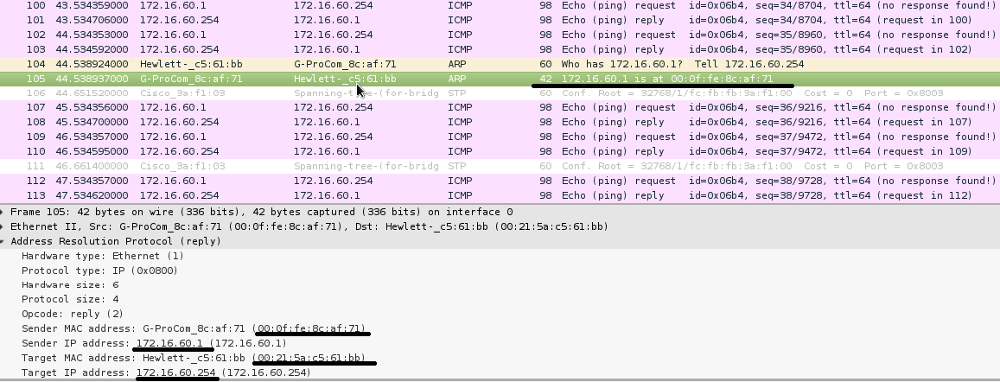 100 43.534359000 172.16.60.1 172.16.60.254 ICMP 98 Echo (ping) request id=0x06b4, seq=34/8704, ttl=64 (no response found!)
101 43.534706000 172.16.60.254 172.16.60.1 ICMP 98 Echo (ping) reply id=0x06b4, seq=34/8704, ttl=64 (request in 100)
102 44.534353000 172.16.60.1 172.16.60.254 ICMP 98 Echo (ping) request id=0x06b4, seq=35/8960, ttl=64 (no response found!)
103 44.534592000 172.16.60.254 172.16.60.1 ICMP 98 Echo (ping) reply id=0x06b4, seq=35/8960, ttl=64 (request in 102)
104 44.538924000 Hewlett-_c5:61:bb G-ProCom_8c:af:71 ARP 60 Who has 172.16.60.1? Tell 172.16.60.254
105 44.538937000 G-ProCom_8c:af:71 Hewlett-_c5:61:bb ARP 42 172.16.60.1 is at 00:0f:fe:8c:af:71
106 44.651520000 Cisco_3a:f1:03 Spanning-tree-(for-bridg STP 60 Conf. Root = 32768/1/fc:fb:fb:3a:f1:00 Cost = 0 Port = 0x8003
107 45.534356000 172.16.60.1 172.16.60.254 ICMP 98 Echo (ping) request id=0x06b4, seq=36/9216, ttl=64 (no response found!)
108 45.534700000 172.16.60.254 172.16.60.1 ICMP 98 Echo (ping) reply id=0x06b4, seq=36/9216, ttl=64 (request in 107)
109 46.534357000 172.16.60.1 172.16.60.254 ICMP 98 Echo (ping) request id=0x06b4, seq=37/9472, ttl=64 (no response found!)
110 46.534595000 172.16.60.254 172.16.60.1 ICMP 98 Echo (ping) reply id=0x06b4, seq=37/9472, ttl=64 (request in 109)
111 46.661400000 Cisco_3a:f1:03 Spanning-tree-(for-bridg STP 60 Conf. Root = 32768/1/fc:fb:fb:3a:f1:00 Cost = 0 Port = 0x8003
112 47.534357000 172.16.60.1 172.16.60.254 ICMP 98 Echo (ping) request id=0x06b4, seq=38/9728, ttl=64 (no response found!)
113 47.534620000 172.16.60.254 172.16.60.1 ICMP 98 Echo (ping) reply id=0x06b4, seq=38/9728, ttl=64 (request in 112)
Frame 105: 42 bytes on wire (336 bits), 42 bytes captured (336 bits) on interface 0
Ethernet II, Src: G-ProCom_8c:af:71 (00:0f:fe:8c:af:71), Dst: Hewlett-_c5:61:bb (00:21:5a:c5:61:bb)
Address Resolution Protocol (reply)
Hardware type: Ethernet (1)
Protocol type: IP (0x0800)
Hardware size: 6
Protocol size: 4
Opcode: reply (2)
Sender MAC address: G-ProCom_8c:af:71 (00:0f:fe:8c:af:71)
Sender IP address: 172.16.60.1 (172.16.60.1)
Target MAC address: Hewlett-_c5:61:bb (00:21:5a:c5:61:bb)
Target IP address: 172.16.60.254 (172.16.60.254)